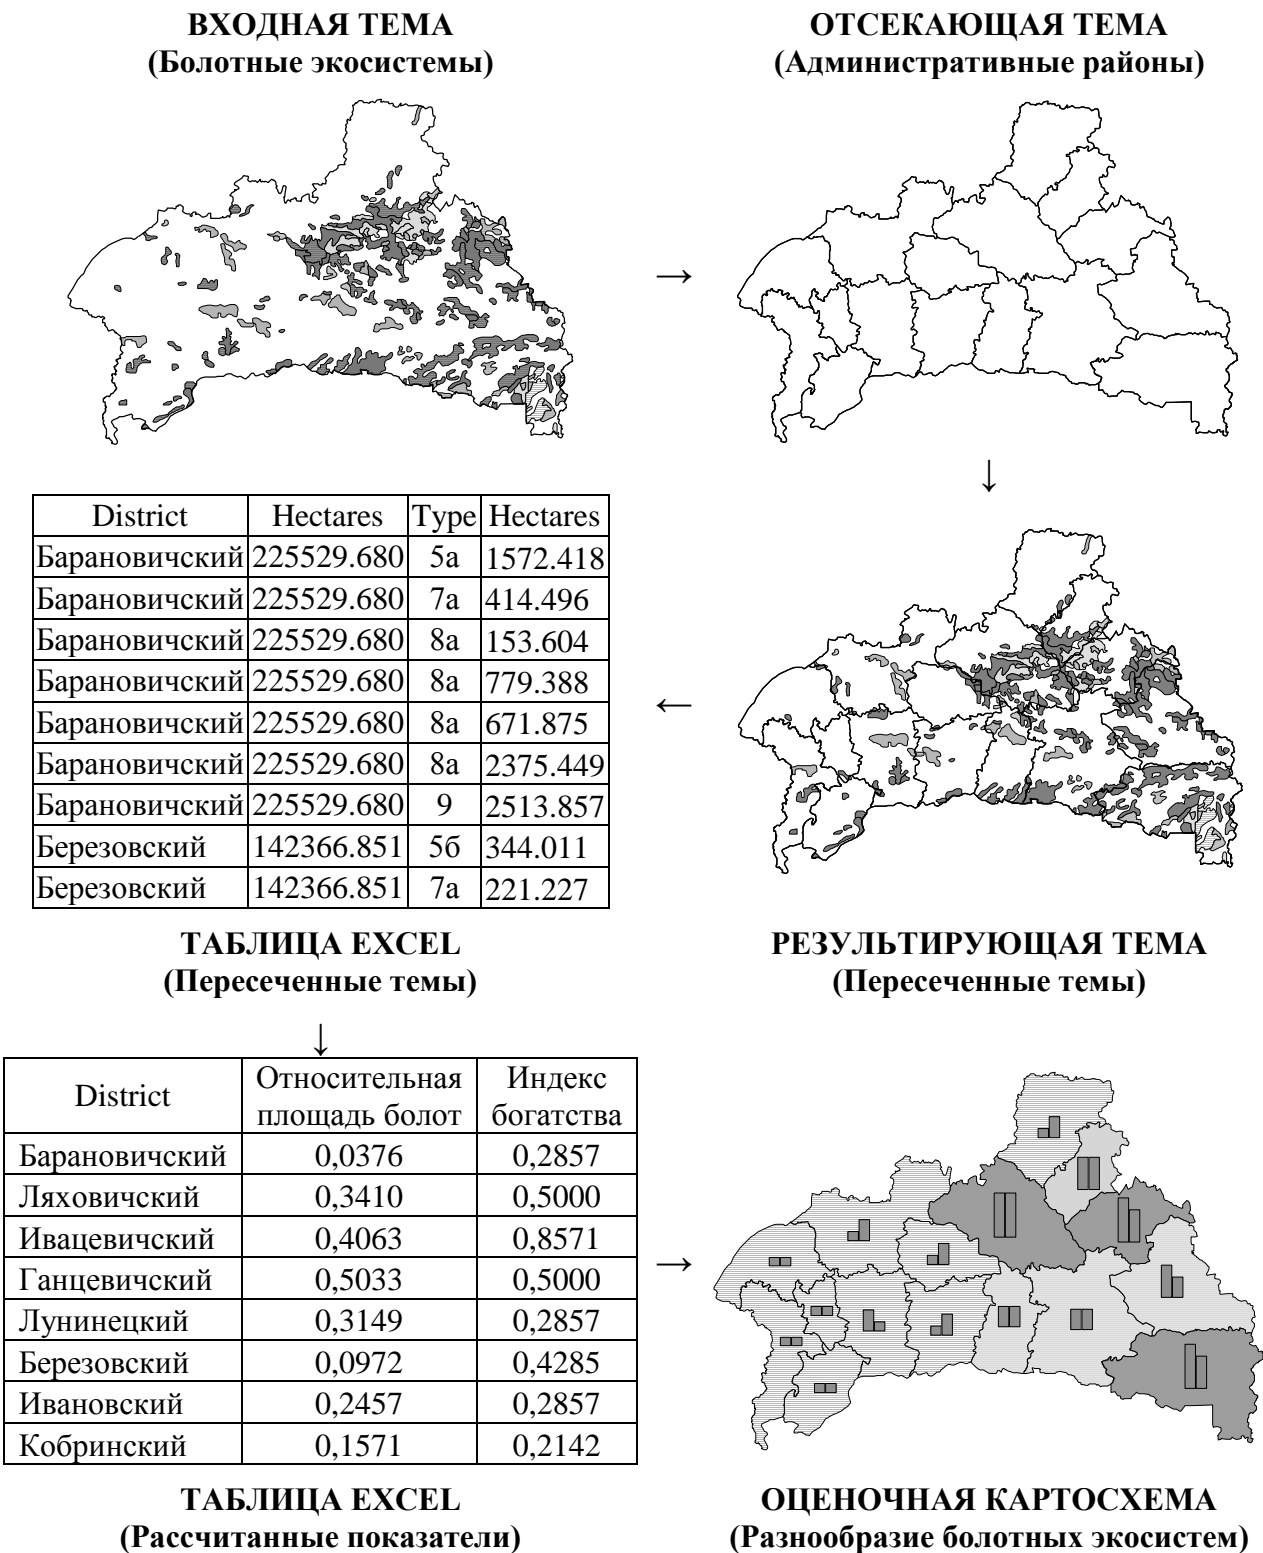 ВХОДНАЯ ТЕМА
(Болотные экосистемы)
ОТСЕКАЮЩАЯ ТЕМА
(Административные районы)
→
↓
District Hectares Type Hectares
Барановичский 225529.680 5а 1572.418
Барановичский 225529.680 7а 414.496
Барановичский 225529.680 8а 153.604
Барановичский 225529.680 8а 779.388
Барановичский 225529.680 8а 671.875
Барановичский 225529.680 8а 2375.449
Барановичский 225529.680 9 2513.857
Березовский 142366.851 5б 344.011
Березовский 142366.851 7а 221.227
←
ТАБЛИЦА EXCEL
(Пересеченные темы)
РЕЗУЛЬТИРУЮЩАЯ ТЕМА
(Пересеченные темы)
↓
District Относительная площадь болот Индекс богатства
Барановичский 0,0376 0,2857
Ляховичский 0,3410 0,5000
Ивацевичский 0,4063 0,8571
Ганцевичский 0,5033 0,5000
Лунинецкий 0,3149 0,2857
Березовский 0,0972 0,4285
Ивановский 0,2457 0,2857
Кобринский 0,1571 0,2142
→
ТАБЛИЦА EXCEL
(Рассчитанные показатели)
ОЦЕНОЧНАЯ КАРТОСХЕМА
(Разнообразие болотных экосистем)